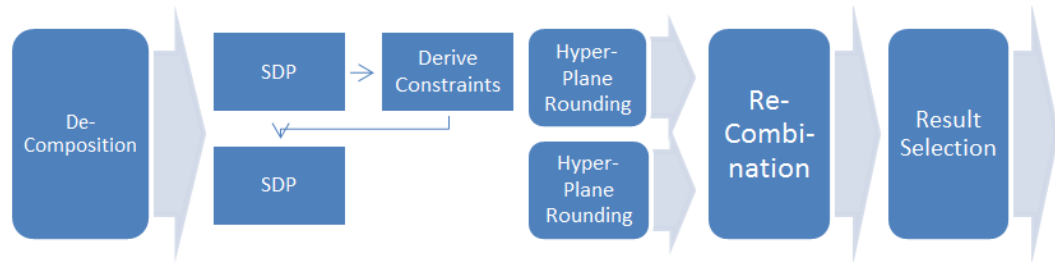 De-
Composition
SDP
Derive
Constraints
SDP
Hyper-
Plane
Rounding
Hyper-
Plane
Rounding
Re-
Combi-
nation
Result
Selection